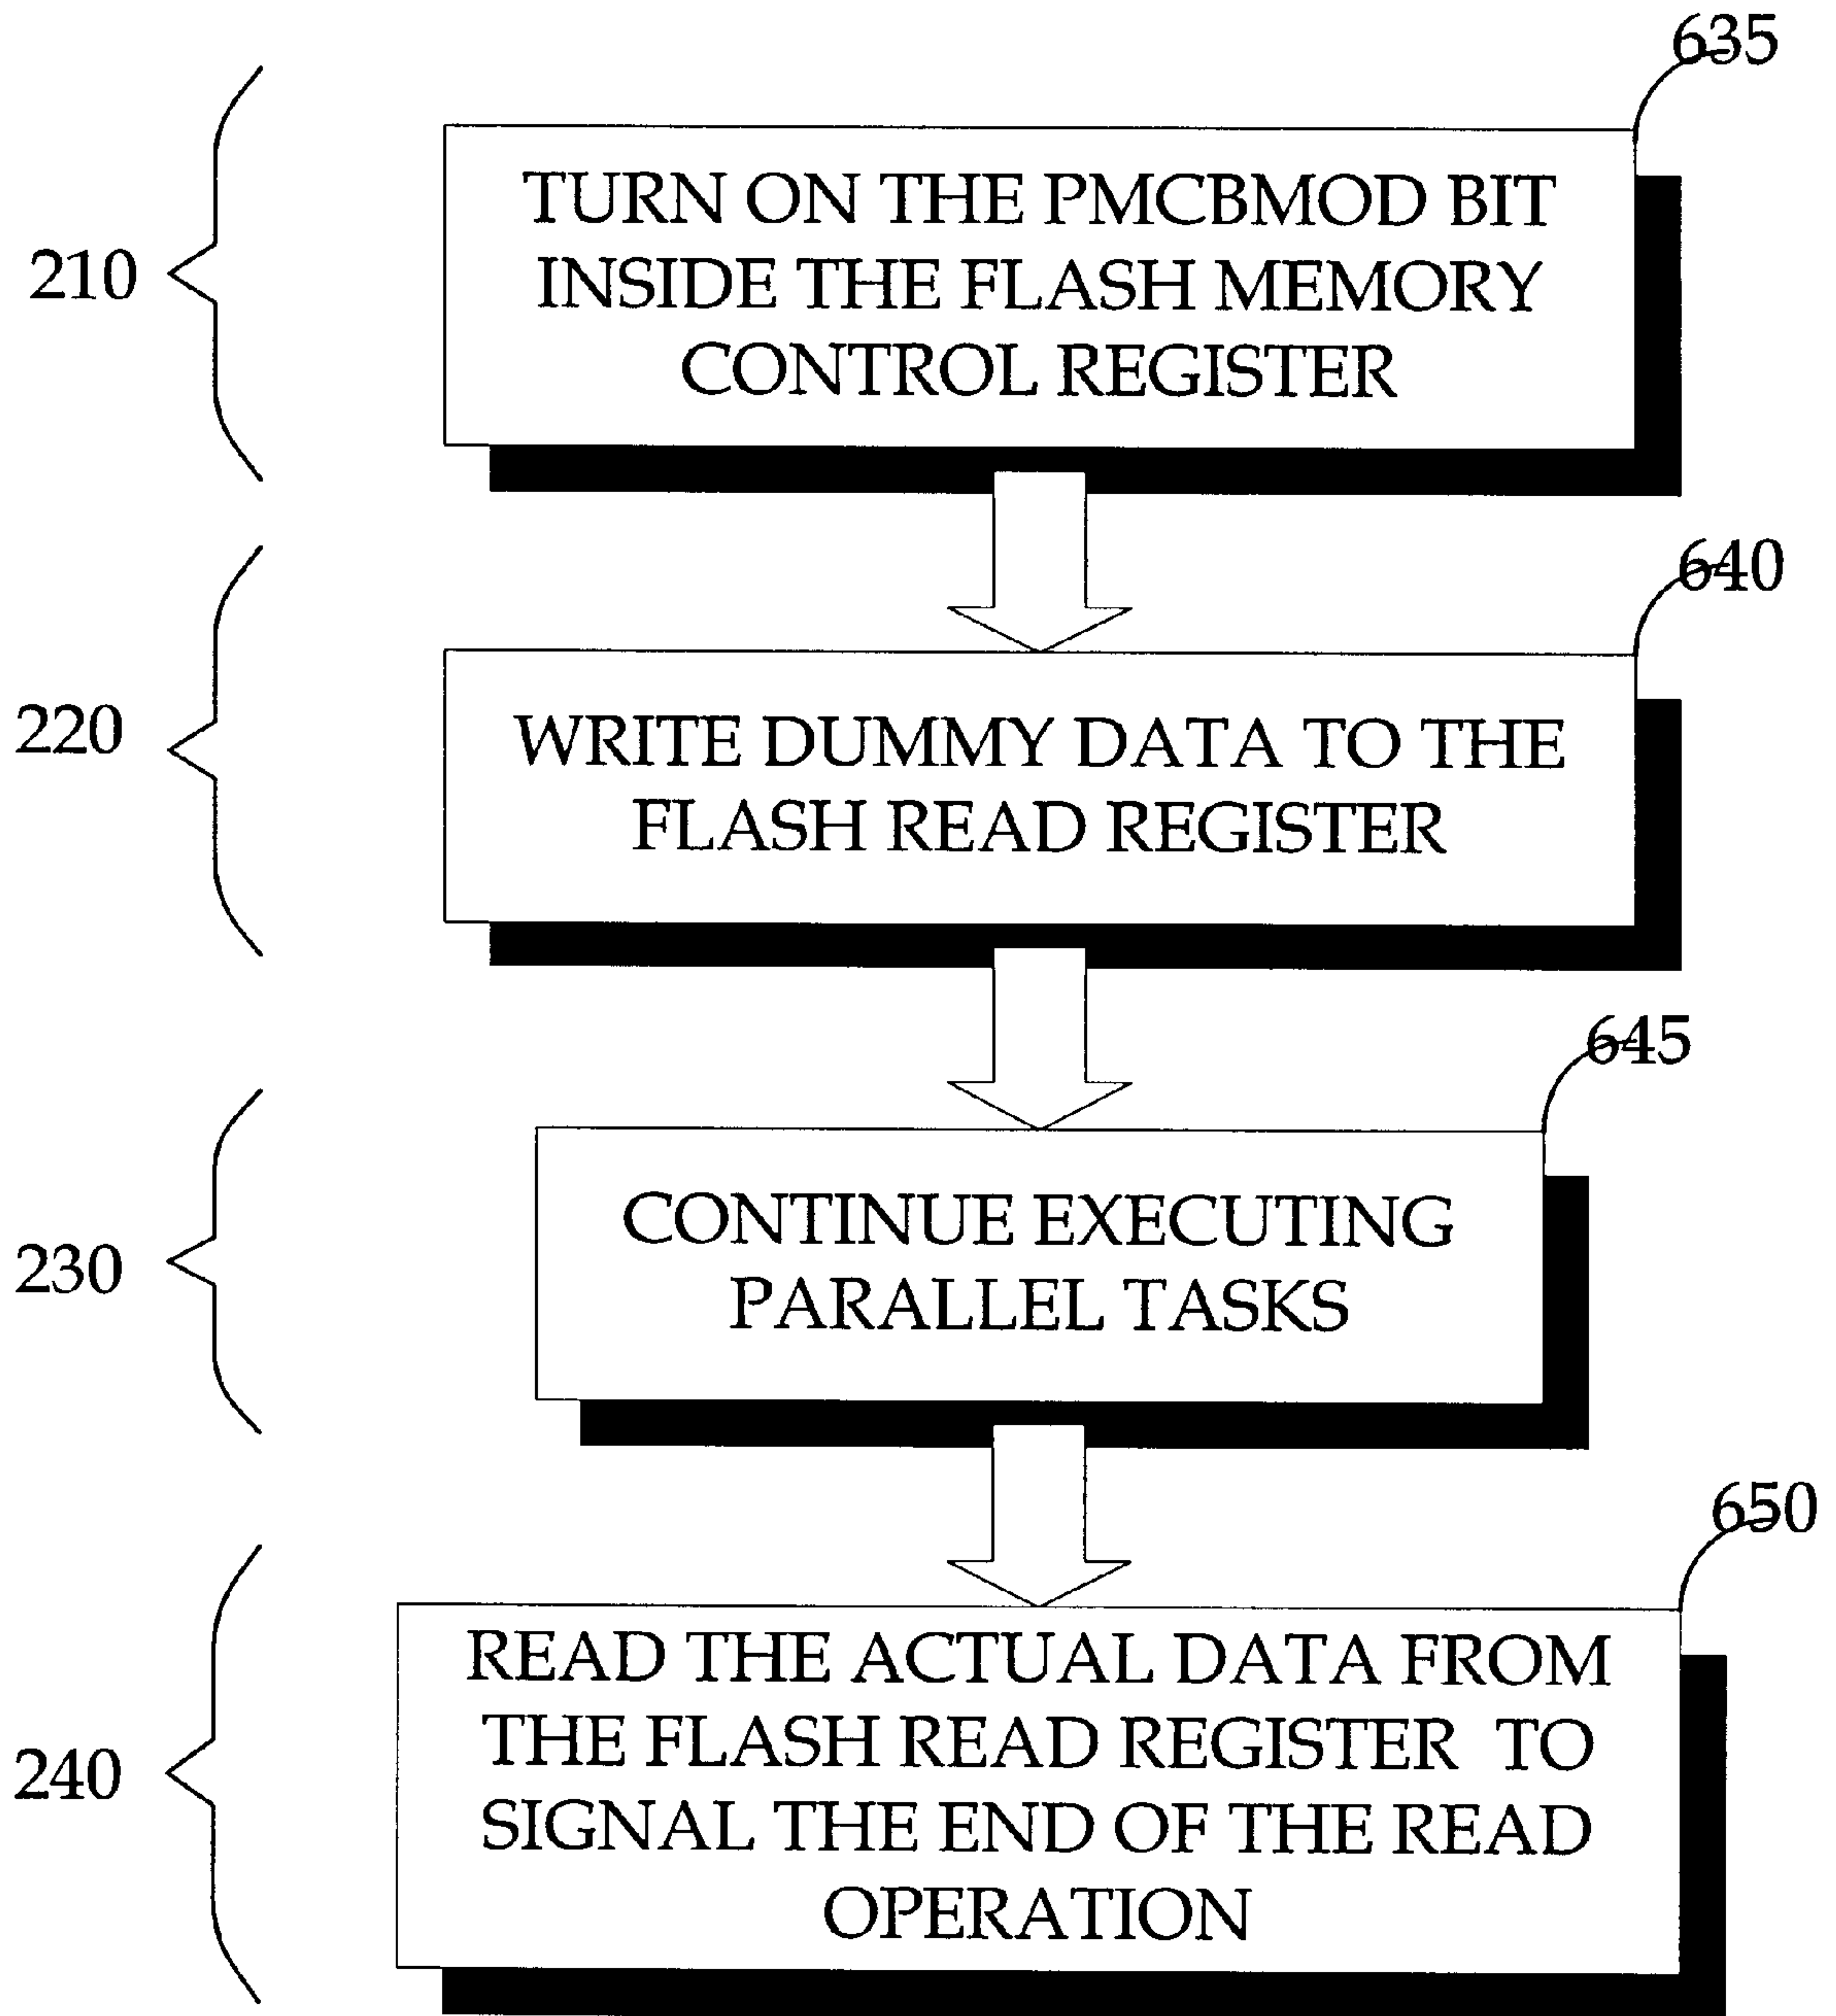 635
TURN ON THE PMCBMOD BIT
INSIDE THE FLASH MEMORY
CONTROL REGISTER
210
640
WRITE DUMMY DATA TO THE
FLASH READ REGISTER
220
645
CONTINUE EXECUTING
PARALLEL TASKS
230
650
READ THE ACTUAL DATA FROM
THE FLASH READ REGISTER TO
SIGNAL THE END OF THE READ
OPERATION
240